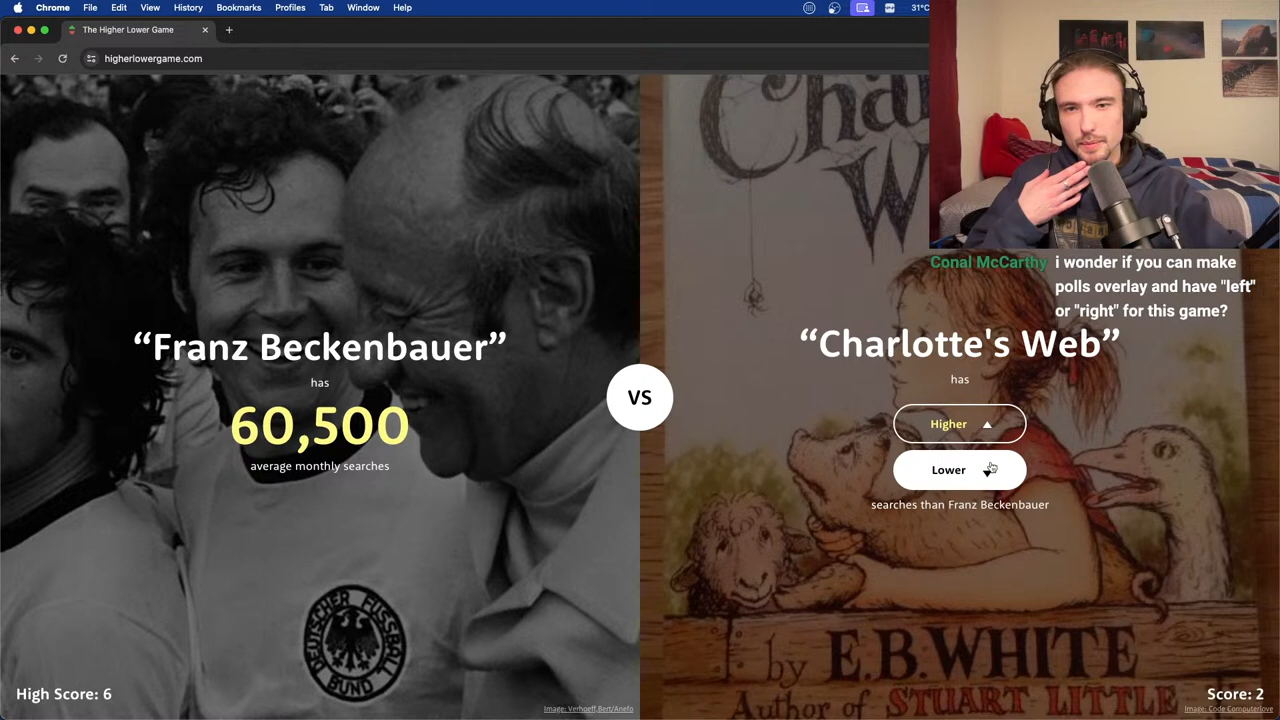 Chrome File Edit View History Bookmarks Profiles Tab Window Help 31°C
The Higher Lower Game
higherlowergame.com
Conal McCarthy i wonder if you can make
polls overlay and have "left"
or "right" for this game?
“Franz Beckenbauer”
has
60,500
average monthly searches
VS
“Charlotte's Web”
has
Higher
Lower
searches than Franz Beckenbauer
DEUTSCHER FUSSBALL
BUND
by E.B. WHITE
Author of STUART LITTLE
High Score: 6
Image: Verhoeff,Bert/Anefo
Score: 2
Image: Code Computerlove